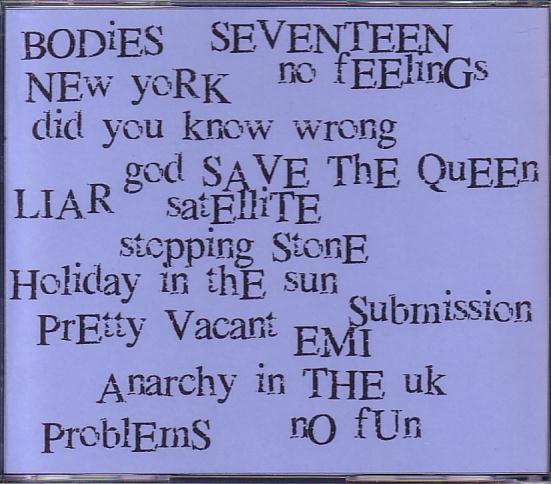 BODiES SEVENTEEN
NEw yoRK no fEElinGs
did you know wrong
god SAVE ThE QuEEn
LIAR satElliTE
stepping StonE
Holiday in thE sun
Submission
PrEtty Vacant
EMI
Anarchy in THE uk
ProblEmS nO fUn